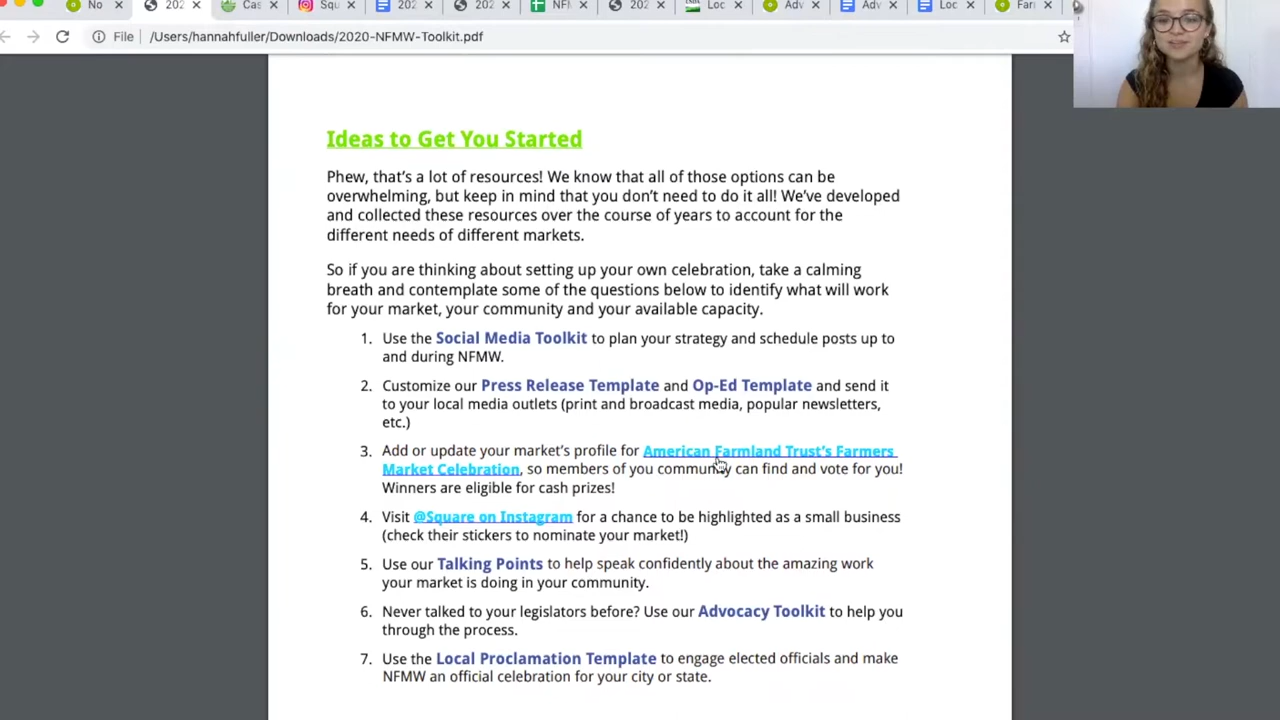 No
202
Cas
Squ
202
202
NFM
202
Loc
Adv
Adv
Loc
Far
File /Users/hannahfuller/Downloads/2020-NFMW-Toolkit.pdf
Ideas to Get You Started
Phew, that's a lot of resources! We know that all of those options can be
overwhelming, but keep in mind that you don't need to do it all! We've developed
and collected these resources over the course of years to account for the
different needs of different markets.
So if you are thinking about setting up your own celebration, take a calming
breath and contemplate some of the questions below to identify what will work
for your market, your community and your available capacity.
1. Use the Social Media Toolkit to plan your strategy and schedule posts up to
and during NFMW.
2. Customize our Press Release Template and Op-Ed Template and send it
to your local media outlets (print and broadcast media, popular newsletters,
etc.)
3. Add or update your market's profile for American Farmland Trust's Farmers
Market Celebration, so members of you community can find and vote for you!
Winners are eligible for cash prizes!
4. Visit @Square on Instagram for a chance to be highlighted as a small business
(check their stickers to nominate your market!)
5. Use our Talking Points to help speak confidently about the amazing work
your market is doing in your community.
6. Never talked to your legislators before? Use our Advocacy Toolkit to help you
through the process.
7. Use the Local Proclamation Template to engage elected officials and make
NFMW an official celebration for your city or state.